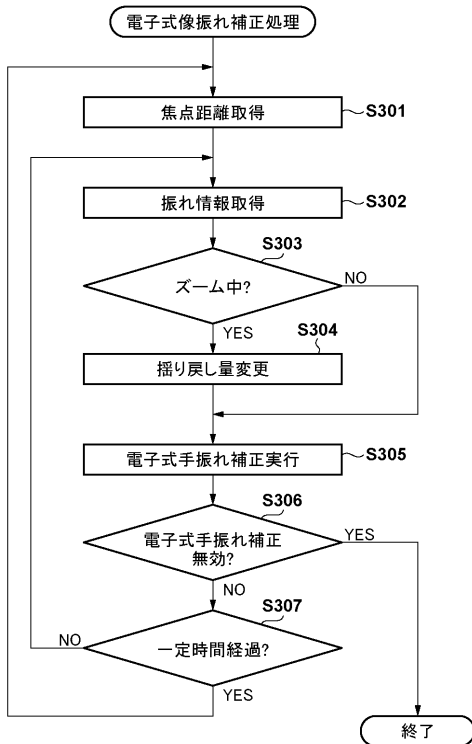 電子式像振れ補正処理
焦点距離取得
S301
振れ情報取得
S302
S303
ズーム中?
NO
YES
S304
揺り戻し量変更
電子式手振れ補正実行
S305
S306
電子式手振れ補正
無効?
YES
NO
S307
一定時間経過?
NO
YES
終了